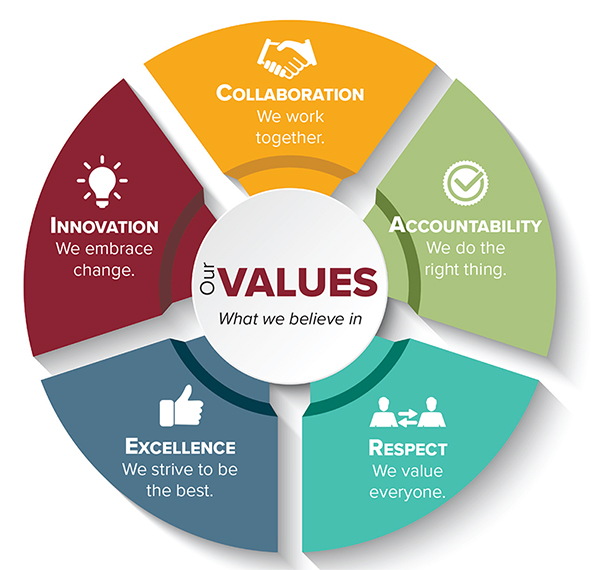 COLLABORATION
We work
together.
ACCOUNTABILITY
We do the
right thing.
RESPECT
We value
everyone.
EXCELLENCE
We strive to be
the best.
INNOVATION
We embrace
change.
Our VALUES
What we believe in